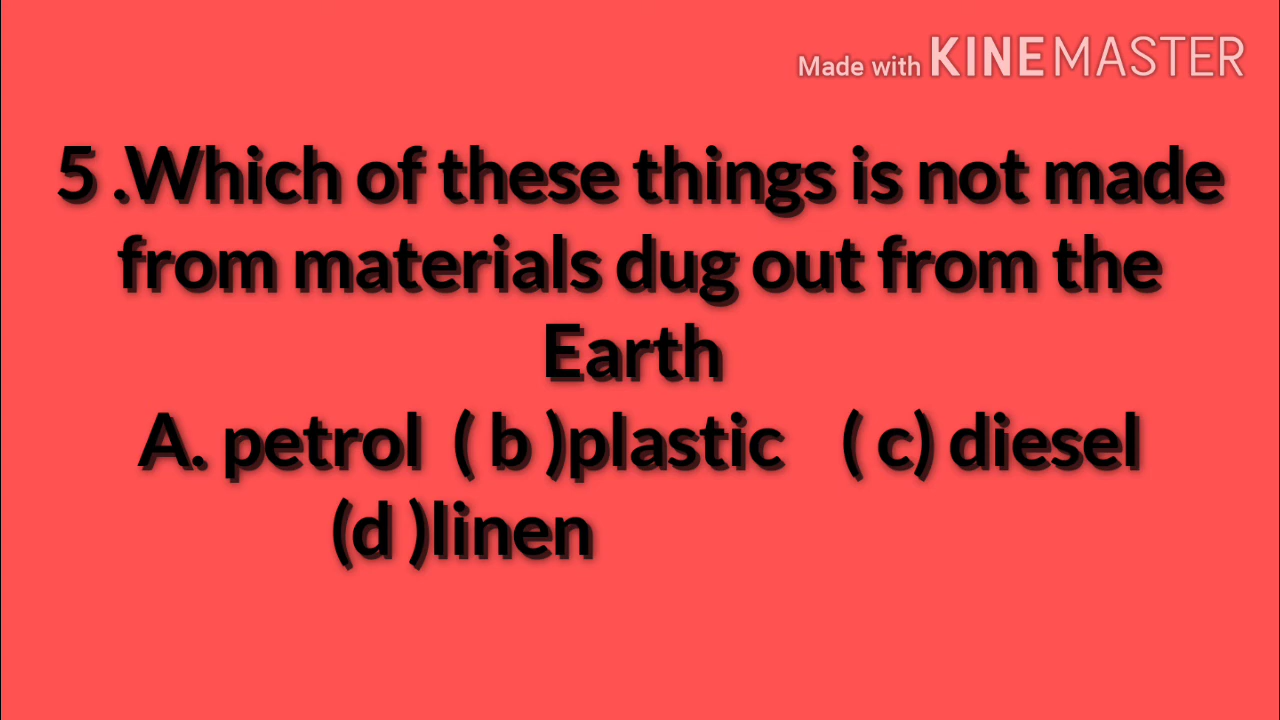 Made with KINEMASTER
5 .Which of these things is not made
from materials dug out from the
Earth
A. petrol ( b )plastic ( c) diesel
(d )linen